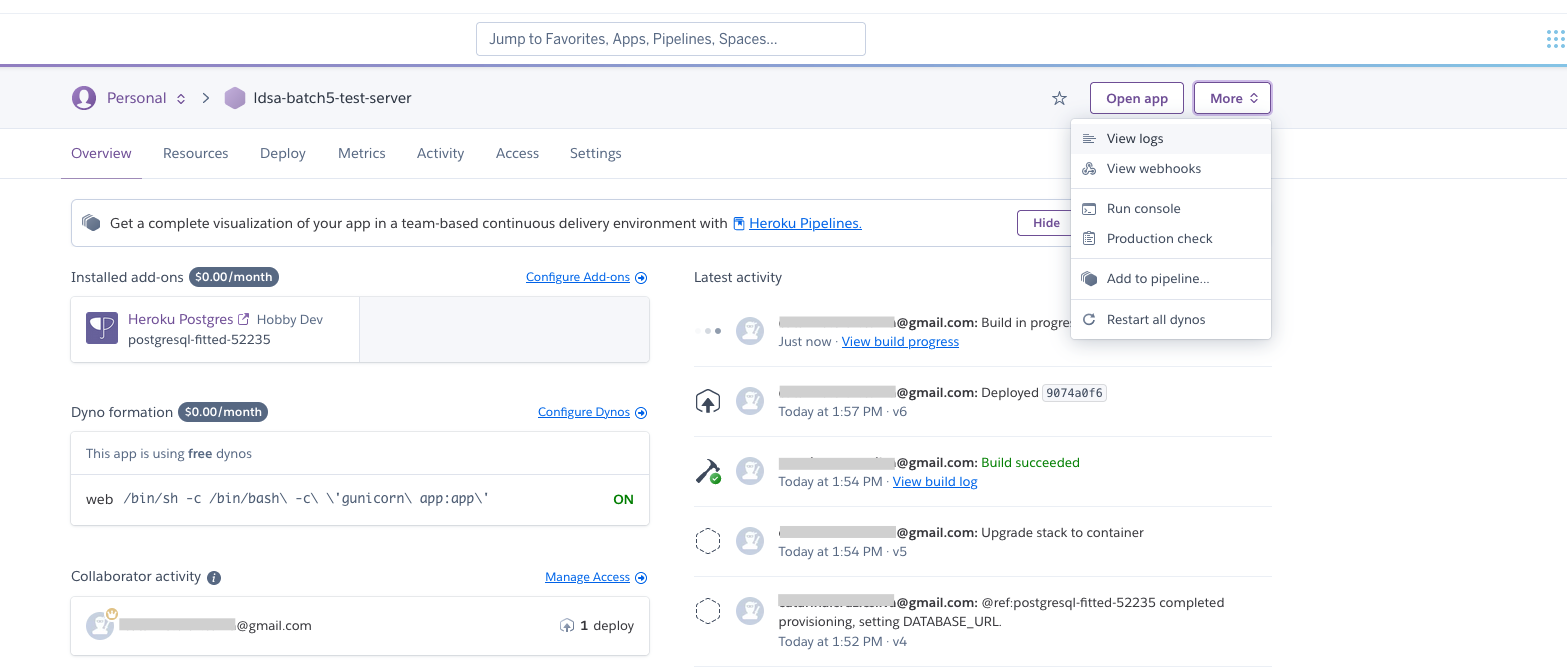 Jump to Favorites, Apps, Pipelines, Spaces...
Personal
ldsa-batch5-test-server
Open app
More
View logs
View webhooks
Run console
Production check
Add to pipeline...
Restart all dynos
Overview
Resources
Deploy
Metrics
Activity
Access
Settings
Get a complete visualization of your app in a team-based continuous delivery environment with Heroku Pipelines.
Hide
Installed add-ons $0.00/month
Configure Add-ons
Heroku Postgres Hobby Dev
postgresql-fitted-52235
Dyno formation $0.00/month
Configure Dynos
This app is using free dynos
web /bin/sh -c /bin/bash\ -c\ \'gunicorn\ app:app\'
ON
Collaborator activity
Manage Access
@gmail.com
1 deploy
Latest activity
@gmail.com: Build in
Just now · View build progress
@gmail.com: Deployed 9074a0f6
Today at 1:57 PM · v6
@gmail.com: Build succeeded
Today at 1:54 PM · View build log
@gmail.com: Upgrade stack to container
Today at 1:54 PM · v5
@gmail.com: @ref:postgresql-fitted-52235 completed
provisioning, setting DATABASE_URL.
Today at 1:52 PM · v4